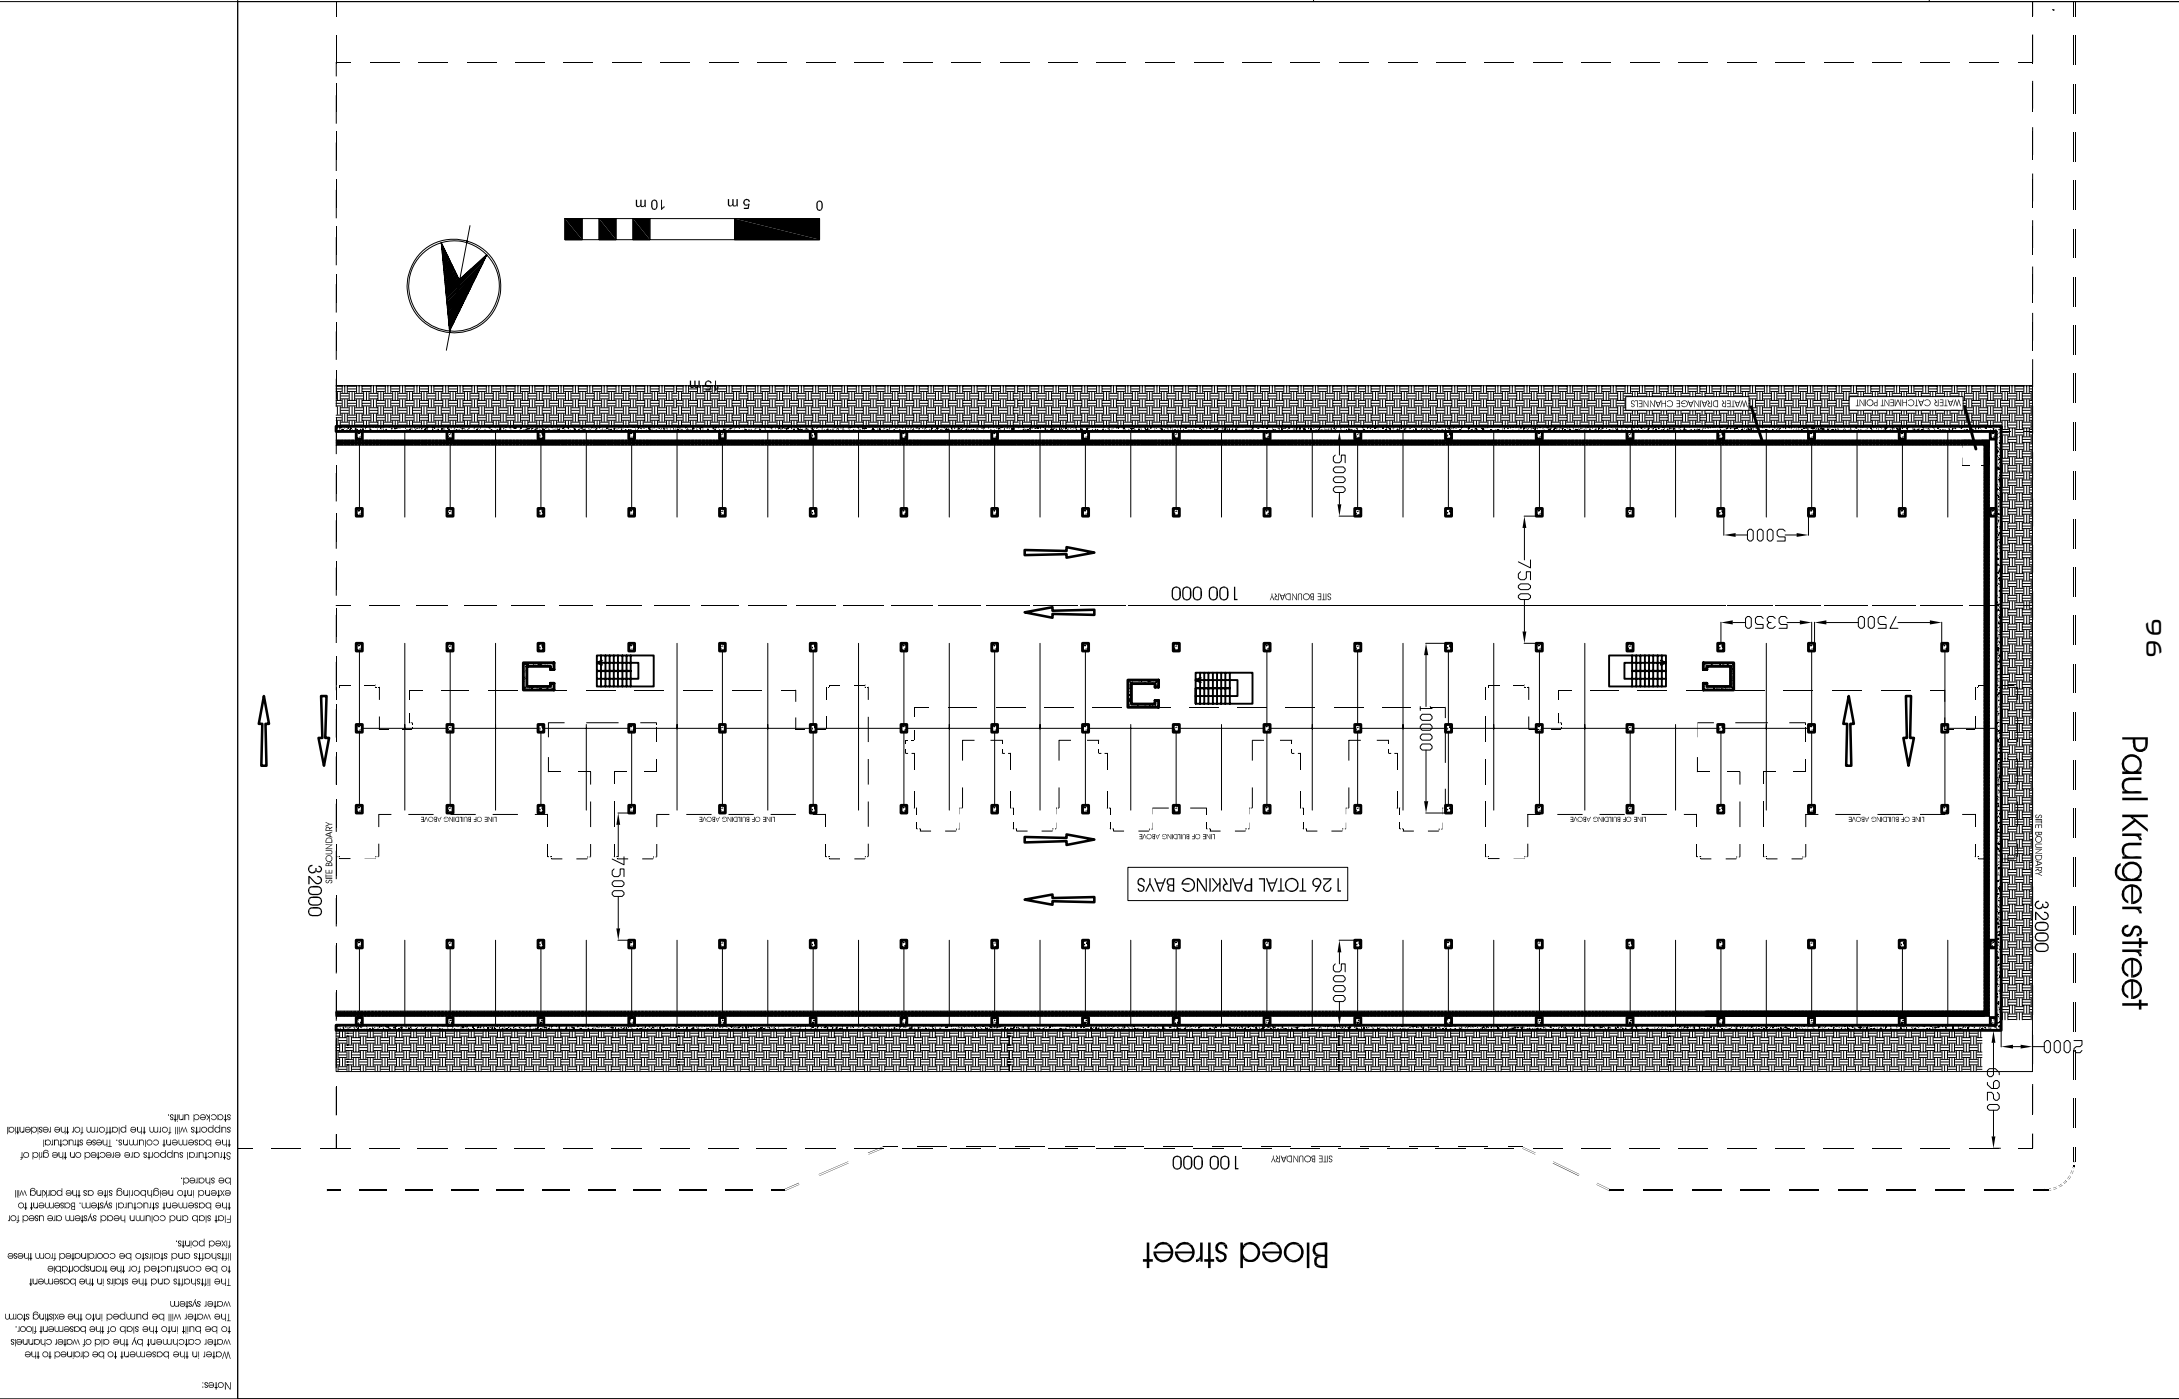 Notes:
Water in the basement to be drained to the
water catchment by the aid of water channels
to be built into the slab of the basement floor.
The water will be pumped into the existing storm
water system
The liftshafts and the stairs in the basement
to be constructed for the transportable
liftshafts and stairsto be coordinated from these
fixed points.
Flat slab and column head system are used for
the basement structural system. Basement to
extend into neighboring site as the parking will
be shared.
Structural supports are erected on the grid of
the basement columns. These structural
supports will form the platform for the residential
stacked units.
Bloed street
SITE BOUNDARY
100 000
6920
2000
5000
126 TOTAL PARKING BAYS
7500
32000
SITE BOUNDARY
32000
SITE BOUNDARY
Paul Kruger street
96
LINE OF BUILDING ABOVE
LINE OF BUILDING ABOVE
LINE OF BUILDING ABOVE
LINE OF BUILDING ABOVE
LINE OF BUILDING ABOVE
10000
7500
5350
SITE BOUNDARY
100 000
7500
5000
5000
WATER CATCHMENT POINT
WATER DRAINAGE CHANNELS
15 m
0
5 m
10 m